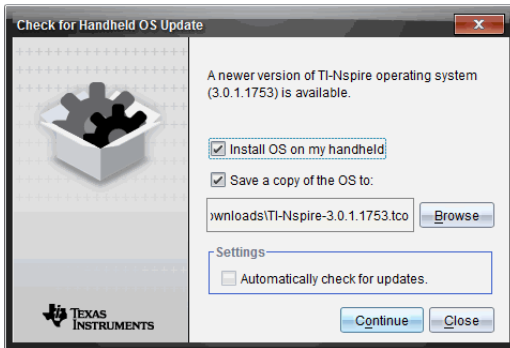 Check for Handheld OS Update
A newer version of TI-Nspire operating system
(3.0.1.1753) is available.
Install OS on my handheld
Save a copy of the OS to:
wnloads\TI-Nspire-3.0.1.1753.tco
Browse
Settings
Automatically check for updates.
TEXAS
INSTRUMENTS
Continue
Close